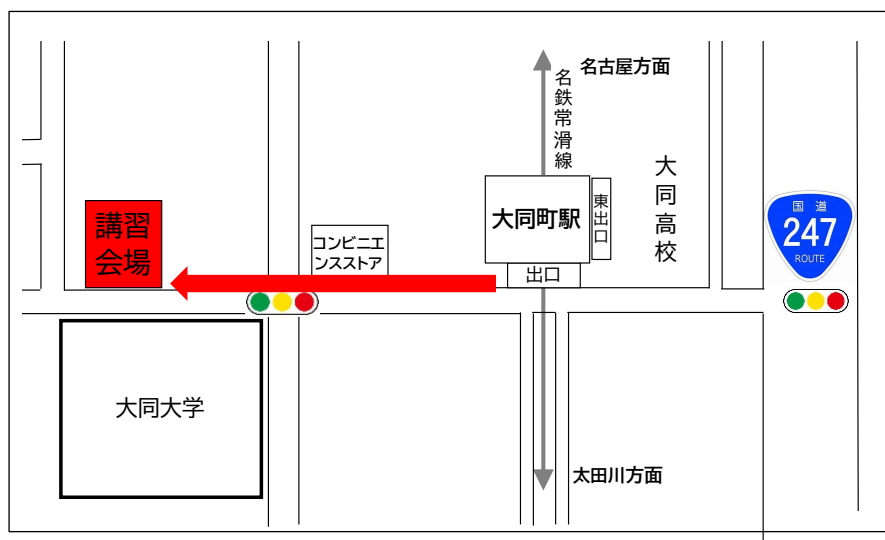 名古屋方面
名鉄常滑線
大同高校
国道
247
ROUTE
講習
会場
コンビニエ
ンスストア
大同町駅
東出口
出口
大同大学
太田川方面